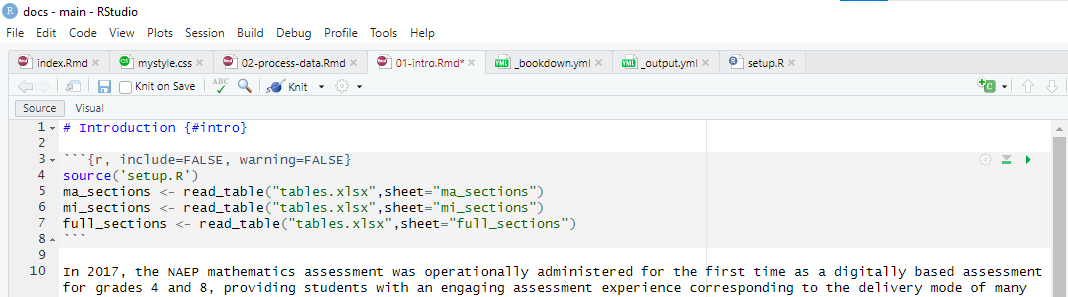 docs - main - RStudio
File Edit Code View Plots Session Build Debug Profile Tools Help
index.Rmd mystyle.css 02-process-data.Rmd 01-intro.Rmd* _bookdown.yml _output.yml setup.R
Knit on Save ABC Knit
Source Visual
1 # Introduction {#intro}
2
3 ```{r, include=FALSE, warning=FALSE}
4 source('setup.R')
5 ma_sections <- read_table("tables.xlsx",sheet="ma_sections")
6 mi_sections <- read_table("tables.xlsx",sheet="mi_sections")
7 full_sections <- read_table("tables.xlsx",sheet="full_sections")
8 ```
9
10 In 2017, the NAEP mathematics assessment was operationally administered for the first time as a digitally based assessment
for grades 4 and 8, providing students with an engaging assessment experience corresponding to the delivery mode of many